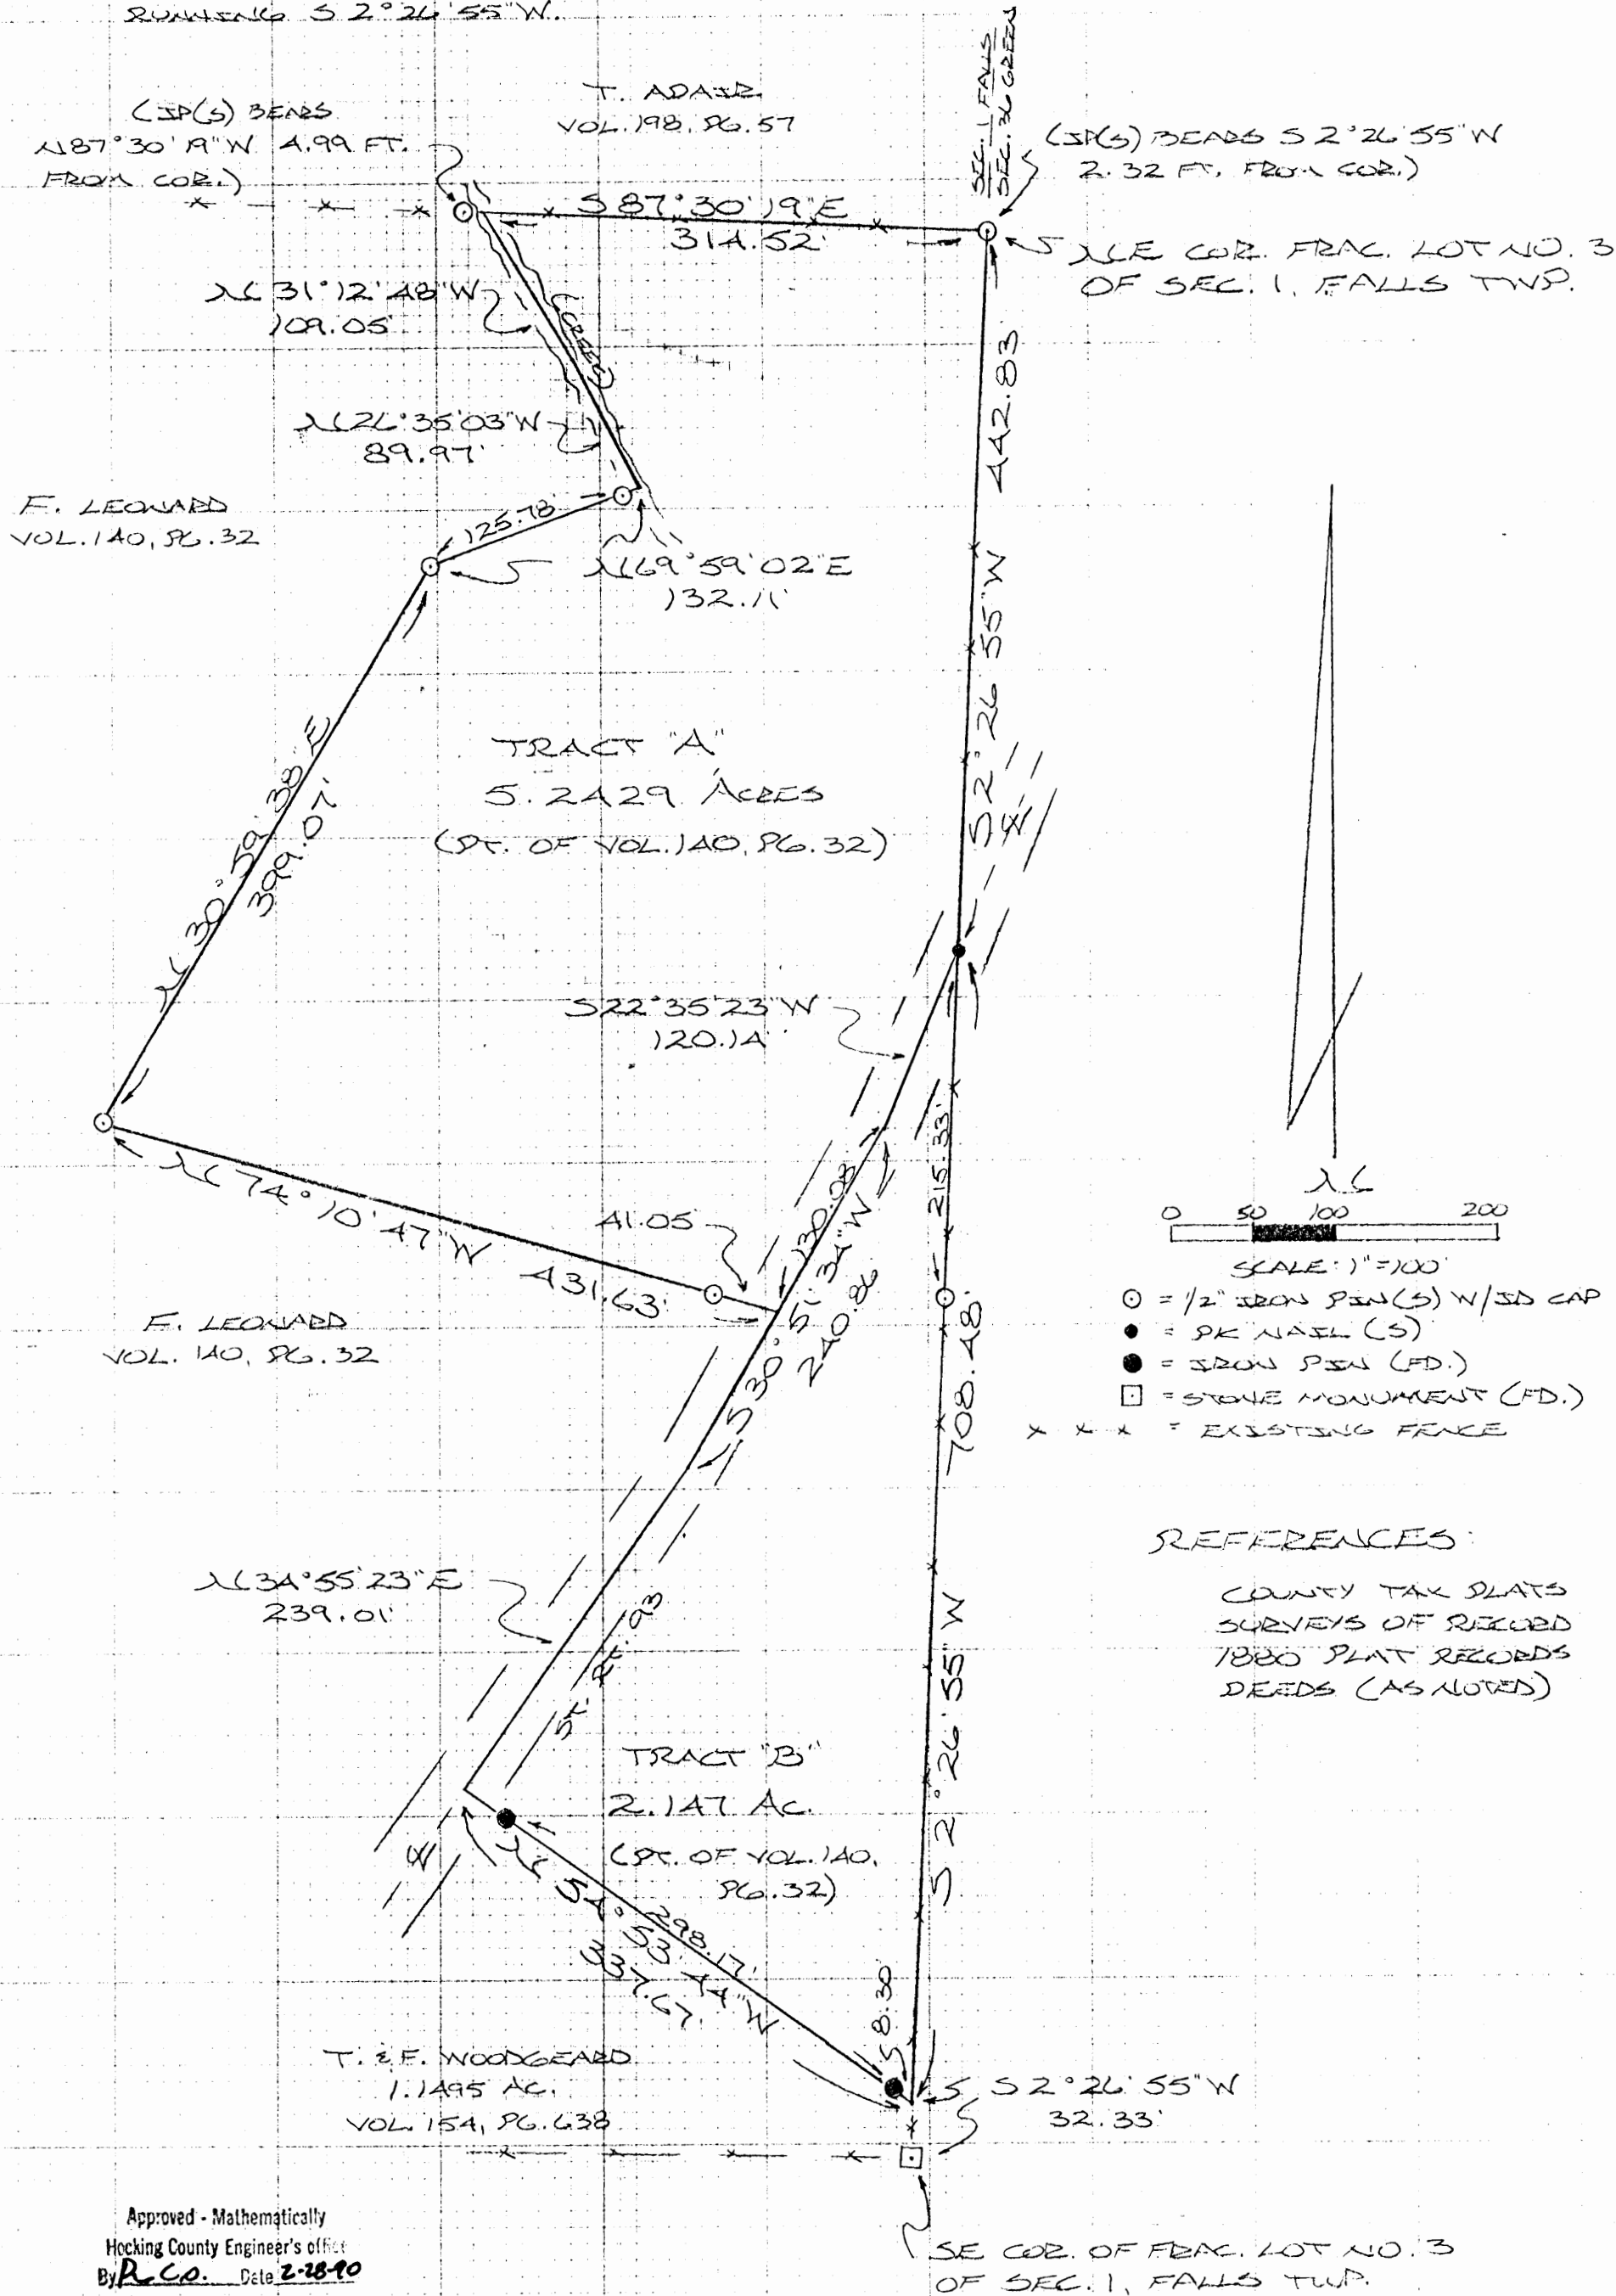 RUNNING S 2°26'55"W.
(IP(S) BEARS
N87°30'19"W 4.99 FT.
FROM COR.)
T. ADAIR
VOL. 198, PG. 57
SEC. 1 FALLS
SEC. 36 GREEN
(IP(S) BEARS S 2°26'55"W
2.32 FT. FROM COR.)
S 87°30'19"E
314.52'
NE COR. FRAC. LOT NO. 3
OF SEC. 1, FALLS TWP.
N 31°12'48"W
109.05'
(CREEK)
442.83'
N 26°35'03"W
89.97'
F. LEONARD
VOL. 140, PG. 32
125.78'
N 69°59'02"E
132.11'
S 2°26'55"W
N 30°59'38"E
399.07'
TRACT "A"
5.2429 ACRES
(PT. OF VOL. 140, PG. 32)
S 22°35'23"W
120.14'
215.33'
N 74°10'47"W
431.63'
41.05'
S 30°51'34"W
240.86'
N
0 50 100 200
SCALE: 1"=100'
= 1/2" IRON PIN(S) W/ID CAP
= PK NAIL (S)
= IRON PIN (FD.)
= STONE MONUMENT (FD.)
x x x = EXISTING FENCE
F. LEONARD
VOL. 140, PG. 32
708.48'
REFERENCES:
COUNTY TAX PLATS
SURVEYS OF RECORD
1880 PLAT RECORDS
DEEDS (AS NOTED)
N 34°55'23"E
239.01'
S 2°26'55"W
TRACT "B"
2.147 AC.
(PT. OF VOL. 140,
PG. 32)
N 54°53'44"W
298.17'
337.67'
58.30
T. & F. WOODGEARD
1.1495 AC.
VOL. 154, PG. 638
S 2°26'55"W
32.33'
SE COR. OF FRAC. LOT NO. 3
OF SEC. 1, FALLS TWP.
Approved - Mathematically
Hocking County Engineer's office
By R.C.O. Date 2-28-90